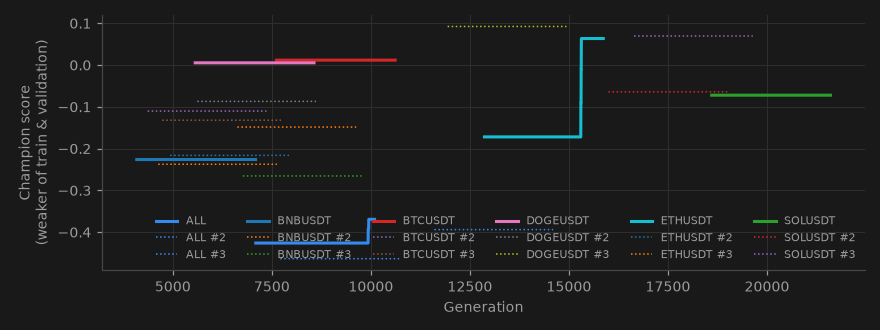 0.1
0.0
−0.1
−0.2
−0.3
−0.4
Champion score
(weaker of train & validation)
ALL BNBUSDT BTCUSDT DOGEUSDT ETHUSDT SOLUSDT
ALL #2 BNBUSDT #2 BTCUSDT #2 DOGEUSDT #2 ETHUSDT #2 SOLUSDT #2
ALL #3 BNBUSDT #3 BTCUSDT #3 DOGEUSDT #3 ETHUSDT #3 SOLUSDT #3
5000 7500 10000 12500 15000 17500 20000
Generation